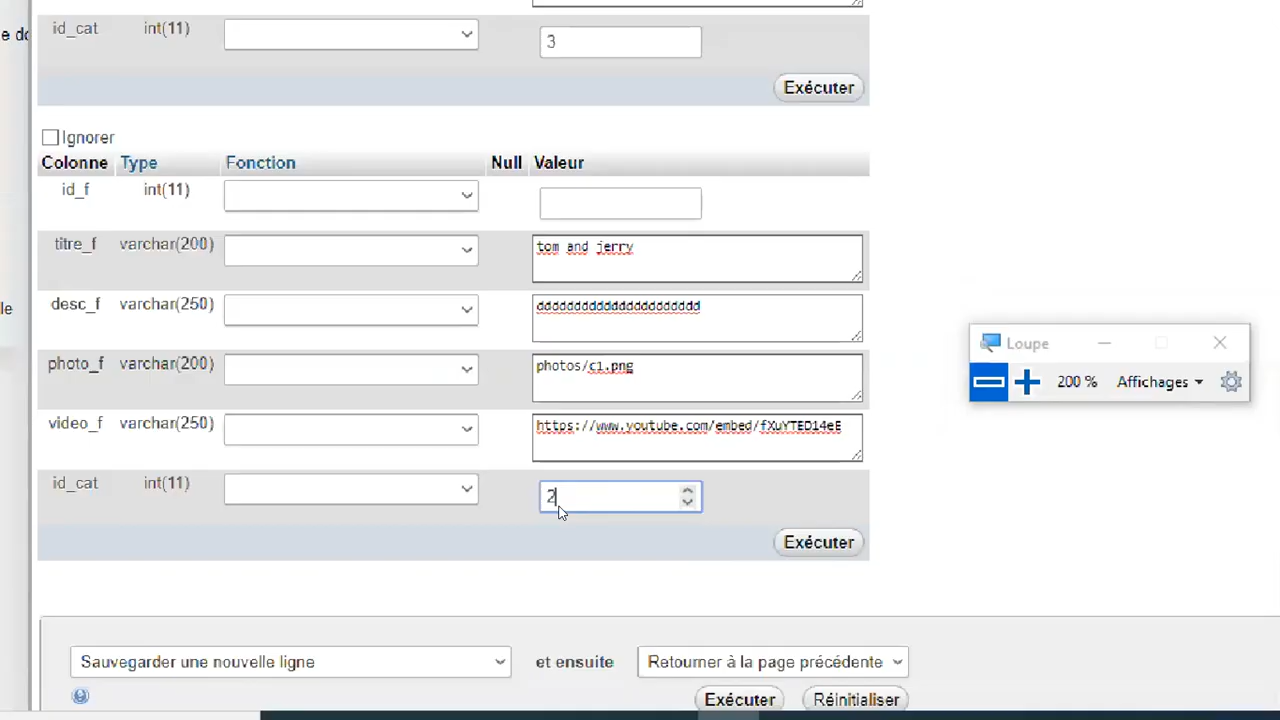 e do
id_cat int(11) 3
Exécuter
Ignorer
Colonne Type Fonction Null Valeur
id_f int(11)
titre_f varchar(200) tom and jerry
desc_f varchar(250) dddddddddddddddddddddd
photo_f varchar(200) photos/c1.png
video_f varchar(250) https://www.youtube.com/embed/fXuYTED14eE
id_cat int(11) 2
Exécuter
le
Loupe
200 % Affichages
Sauvegarder une nouvelle ligne et ensuite Retourner à la page précédente
Exécuter Réinitialiser